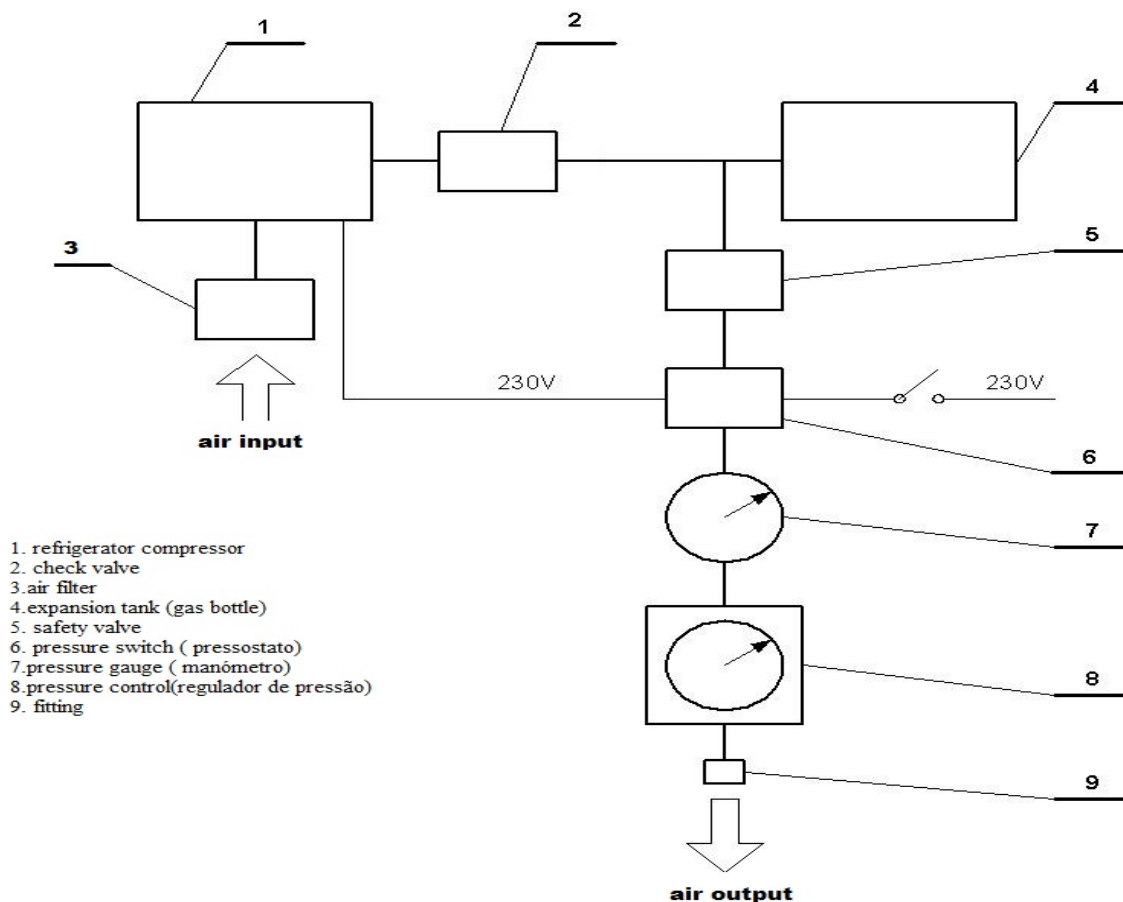 1
2
4
3
5
230V
230V
air input
6
7
1. refrigerator compressor
2. check valve
3.air filter
4.expansion tank (gas bottle)
5. safety valve
6. pressure switch ( pressostato)
7.pressure gauge ( manómetro)
8.pressure control(regulador de pressão)
9. fitting
8
9
air output